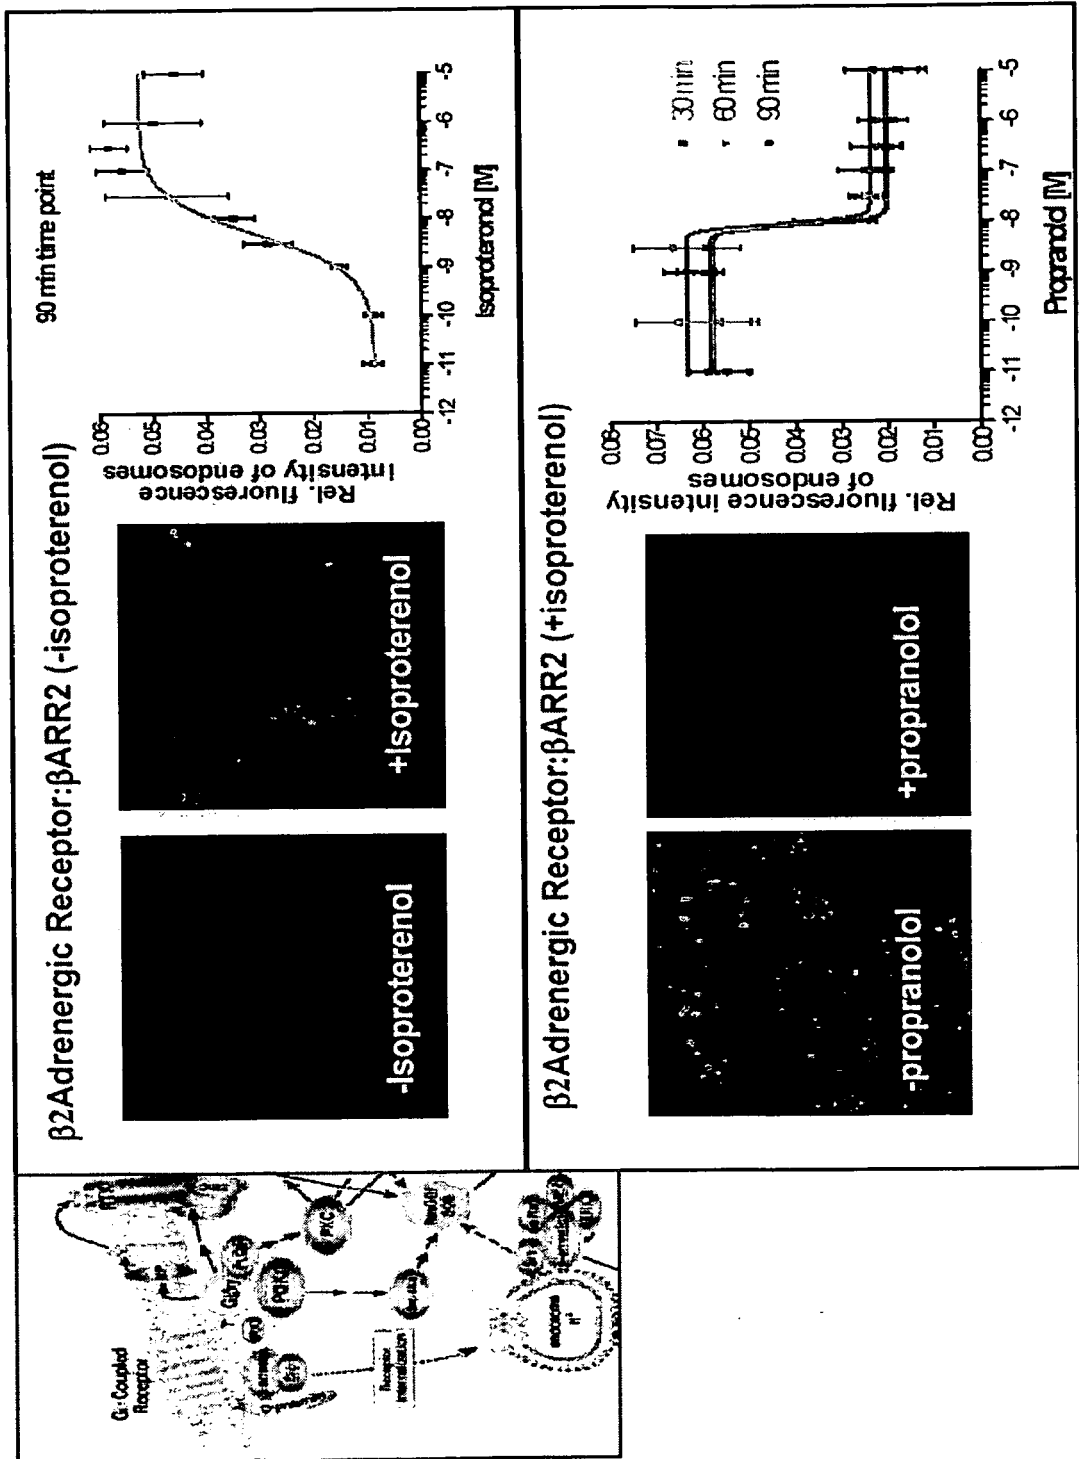 β2Adrenergic Receptor:βARR2 (-isoproterenol)
-Isoproterenol
+Isoproterenol
Rel. fluorescence
intensity of endosomes
0.06
0.05
0.04
0.03
0.02
0.01
0.00
-12
-11
-10
-9
-8
-7
-6
-5
90 min time point
Isoproteronol [M]
β2Adrenergic Receptor:βARR2 (+isoproterenol)
-propranolol
+propranolol
Rel. fluorescence intensity
of endosomes
0.08
0.07
0.06
0.05
0.04
0.03
0.02
0.01
0.00
-12
-11
-10
-9
-8
-7
-6
-5
30 min
60 min
90 min
Propranolol [M]
Coupled
Receptor
PKC
Receptor
Internalization
endosome
H+